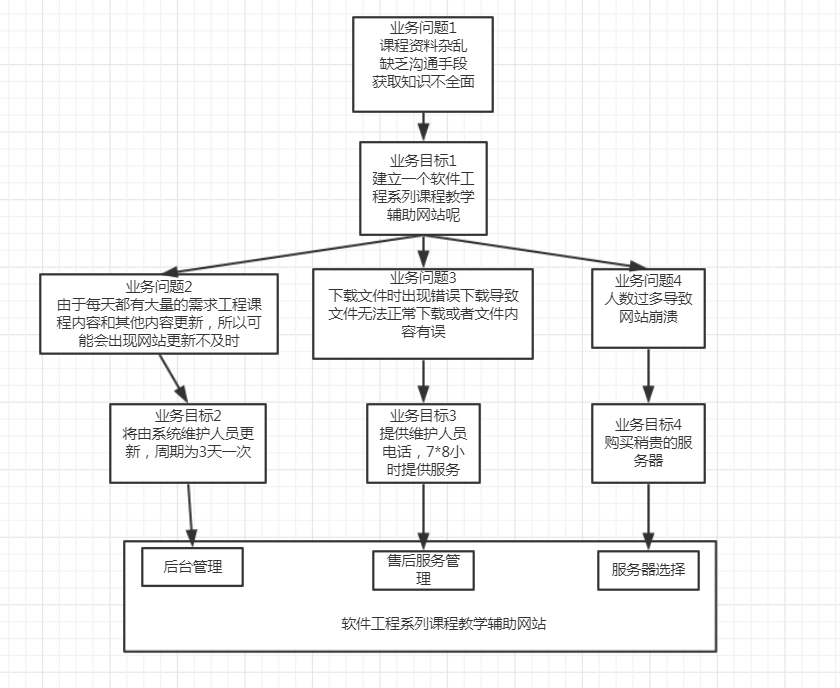 业务问题1
课程资料杂乱
缺乏沟通手段
获取知识不全面
业务目标1
建立一个软件工
程系列课程教学
辅助网站呢
业务问题2
由于每天都有大量的需求工程课
程内容和其他内容更新，所以可
能会出现网站更新不及时
业务问题3
下载文件时出现错误下载导致
文件无法正常下载或者文件内
容有误
业务问题4
人数过多导致
网站崩溃
业务目标2
将由系统维护人员更
新，周期为3天一次
业务目标3
提供维护人员
电话，7*8小
时提供服务
业务目标4
购买稍贵的服
务器
后台管理
售后服务管
理
服务器选择
软件工程系列课程教学辅助网站